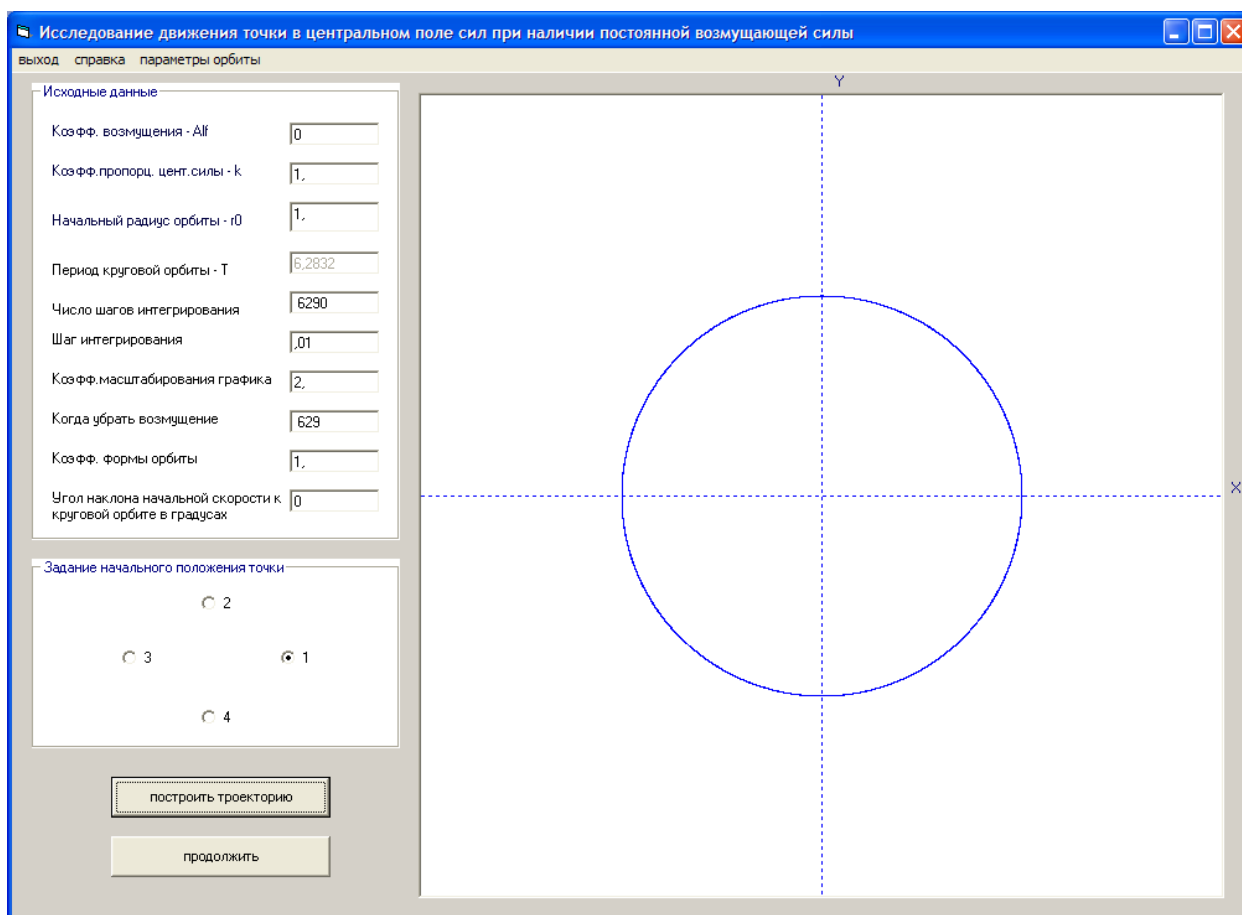 Исследование движения точки в центральном поле сил при наличии постоянной возмущающей силы
выход справка параметры орбиты
Исходные данные
Коэфф. возмущения - Alf 0
Коэфф.пропорц. цент.силы - k 1,
Начальный радиус орбиты - r0 1,
Период круговой орбиты - T 6,2832
Число шагов интегрирования 6290
Шаг интегрирования ,01
Коэфф.масштабирования графика 2,
Когда убрать возмущение 629
Коэфф. формы орбиты 1,
Угол наклона начальной скорости к 0
круговой орбите в градусах
Задание начального положения точки
2
3 1
4
построить троекторию
продолжить
Y
X